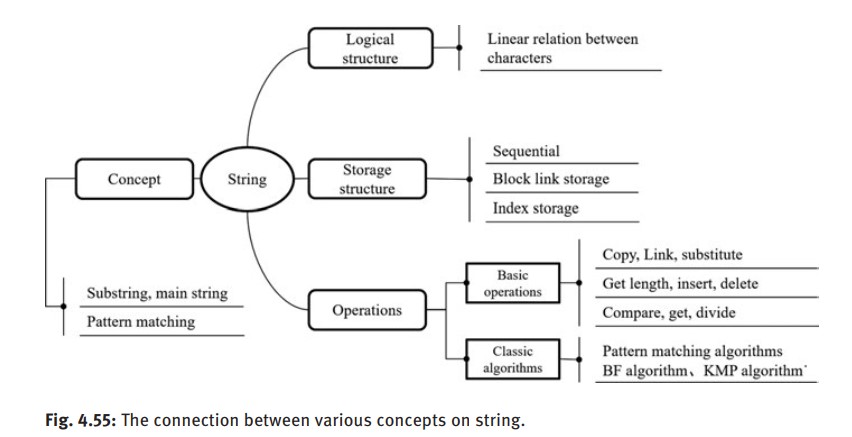 Logical
structure
Linear relation between
characters
Concept
String
Storage
structure
Sequential
Block link storage
Index storage
Substring, main string
Pattern matching
Operations
Basic
operations
Copy, Link, substitute
Get length, insert, delete
Compare, get, divide
Classic
algorithms
Pattern matching algorithms
BF algorithm、KMP algorithm
Fig. 4.55: The connection between various concepts on string.